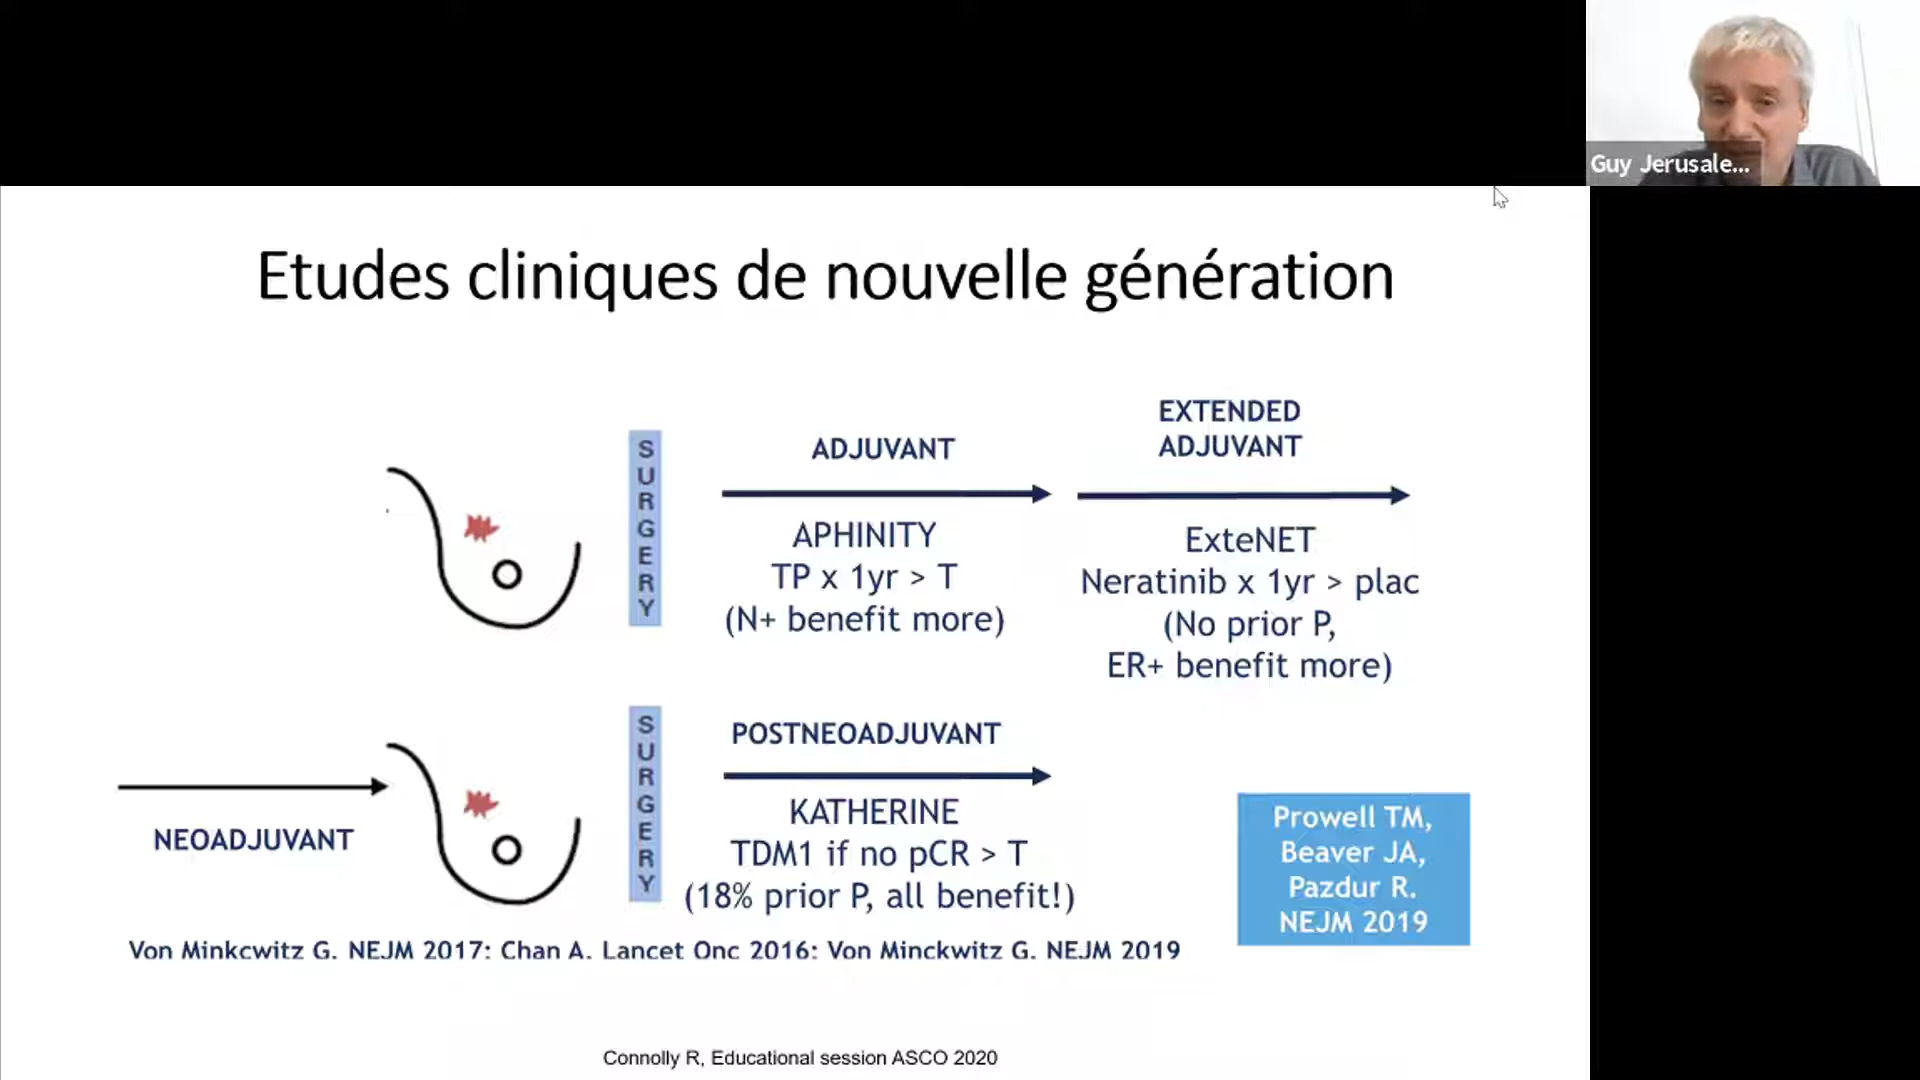 Guy Jerusale...
Etudes cliniques de nouvelle génération
SURGERY
ADJUVANT
APHINITY
TP x 1yr > T
(N+ benefit more)
EXTENDED
ADJUVANT
ExteNET
Neratinib x 1yr > plac
(No prior P,
ER+ benefit more)
NEOADJUVANT
SURGERY
POSTNEOADJUVANT
KATHERINE
TDM1 if no pCR > T
(18% prior P, all benefit!)
Prowell TM,
Beaver JA,
Pazdur R.
NEJM 2019
Von Minkcwitz G. NEJM 2017: Chan A. Lancet Onc 2016: Von Minckwitz G. NEJM 2019
Connolly R, Educational session ASCO 2020